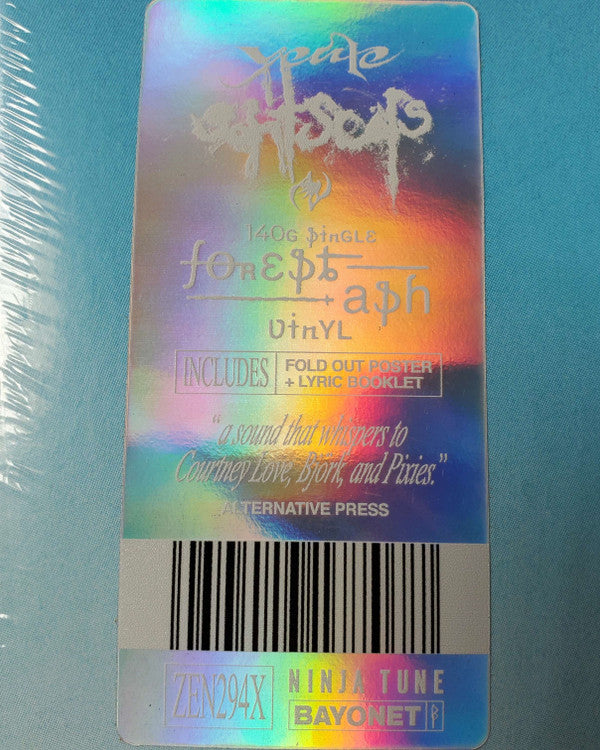 yeule
softscars
140G SiNGLE
fOREST
aSh
ViNYL
INCLUDES
FOLD OUT POSTER
+ LYRIC BOOKLET
“a sound that whispers to
Courtney Love, Björk, and Pixies.”
ALTERNATIVE PRESS
ZEN294X
NINJA TUNE
BAYONET